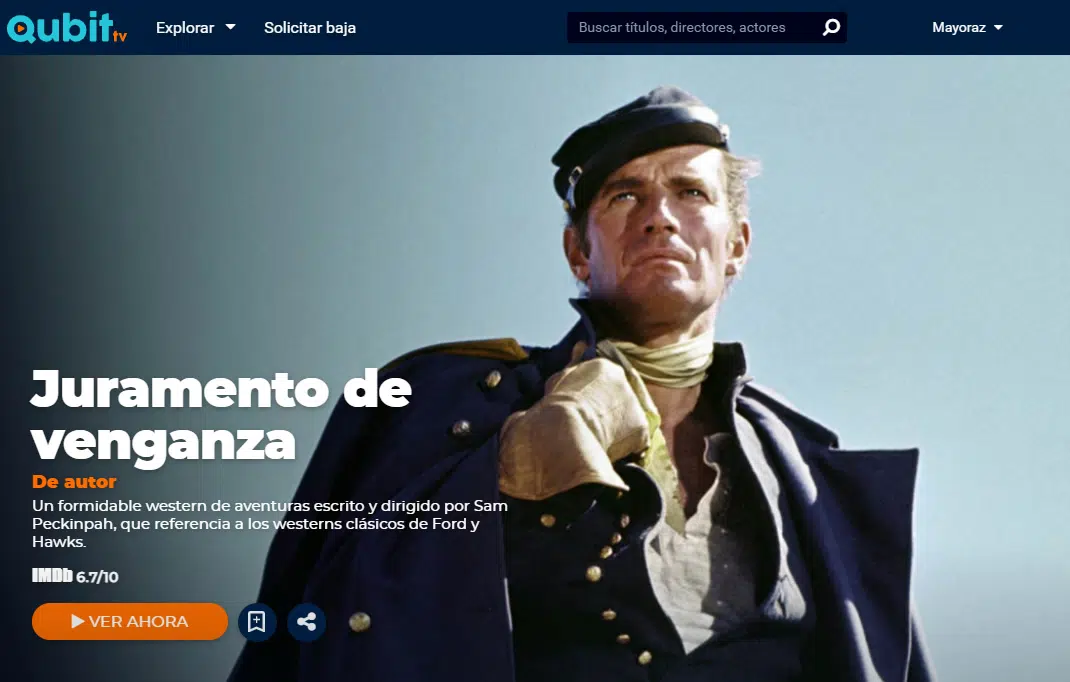 Qubit tv
Explorar
Solicitar baja
Buscar títulos, directores, actores
Mayoraz
Juramento de
venganza
De autor
Un formidable western de aventuras escrito y dirigido por Sam
Peckinpah, que referencia a los westerns clásicos de Ford y
Hawks.
IMDb 6.7/10
VER AHORA